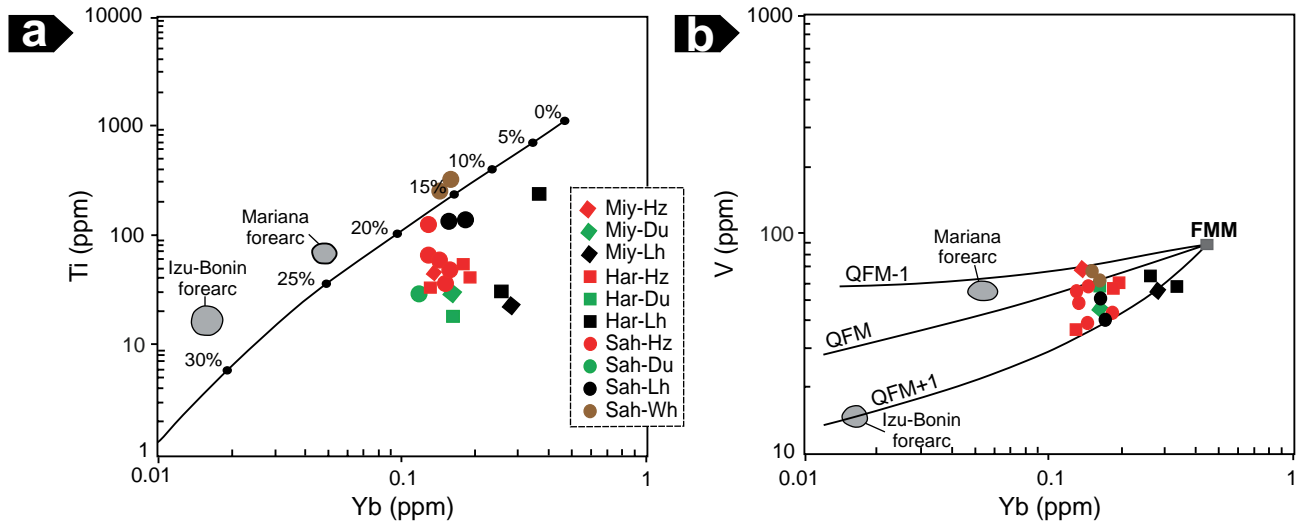 a
10000
1000
100
10
1
Ti (ppm)
0.01
0.1
1
Yb (ppm)
0%
5%
10%
15%
20%
25%
30%
Mariana
forearc
Izu-Bonin
forearc
Miy-Hz
Miy-Du
Miy-Lh
Har-Hz
Har-Du
Har-Lh
Sah-Hz
Sah-Du
Sah-Lh
Sah-Wh
b
1000
100
10
V (ppm)
0.01
0.1
1
Yb (ppm)
FMM
Mariana
forearc
QFM-1
QFM
QFM+1
Izu-Bonin
forearc